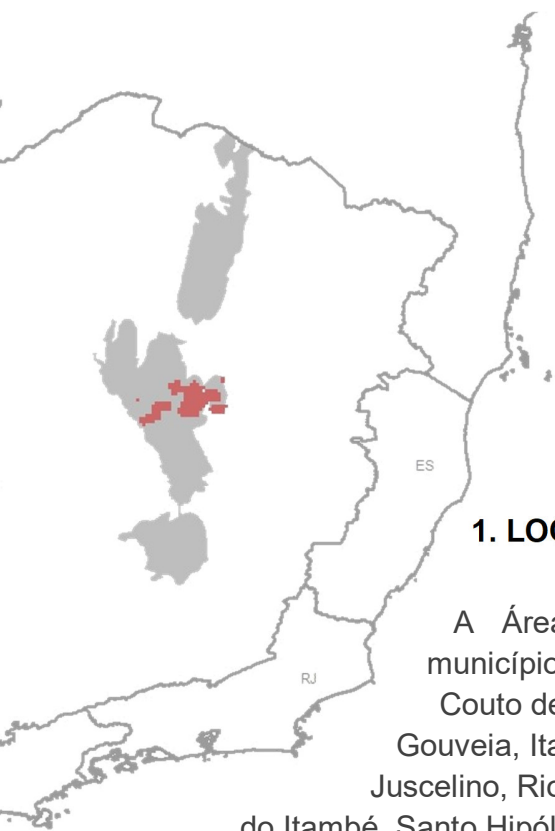 ES
1. LOC
A Área
município
Couto de
RJ
Gouveia, Ita
Juscelino, Rio
do Itambé, Santo Hipól